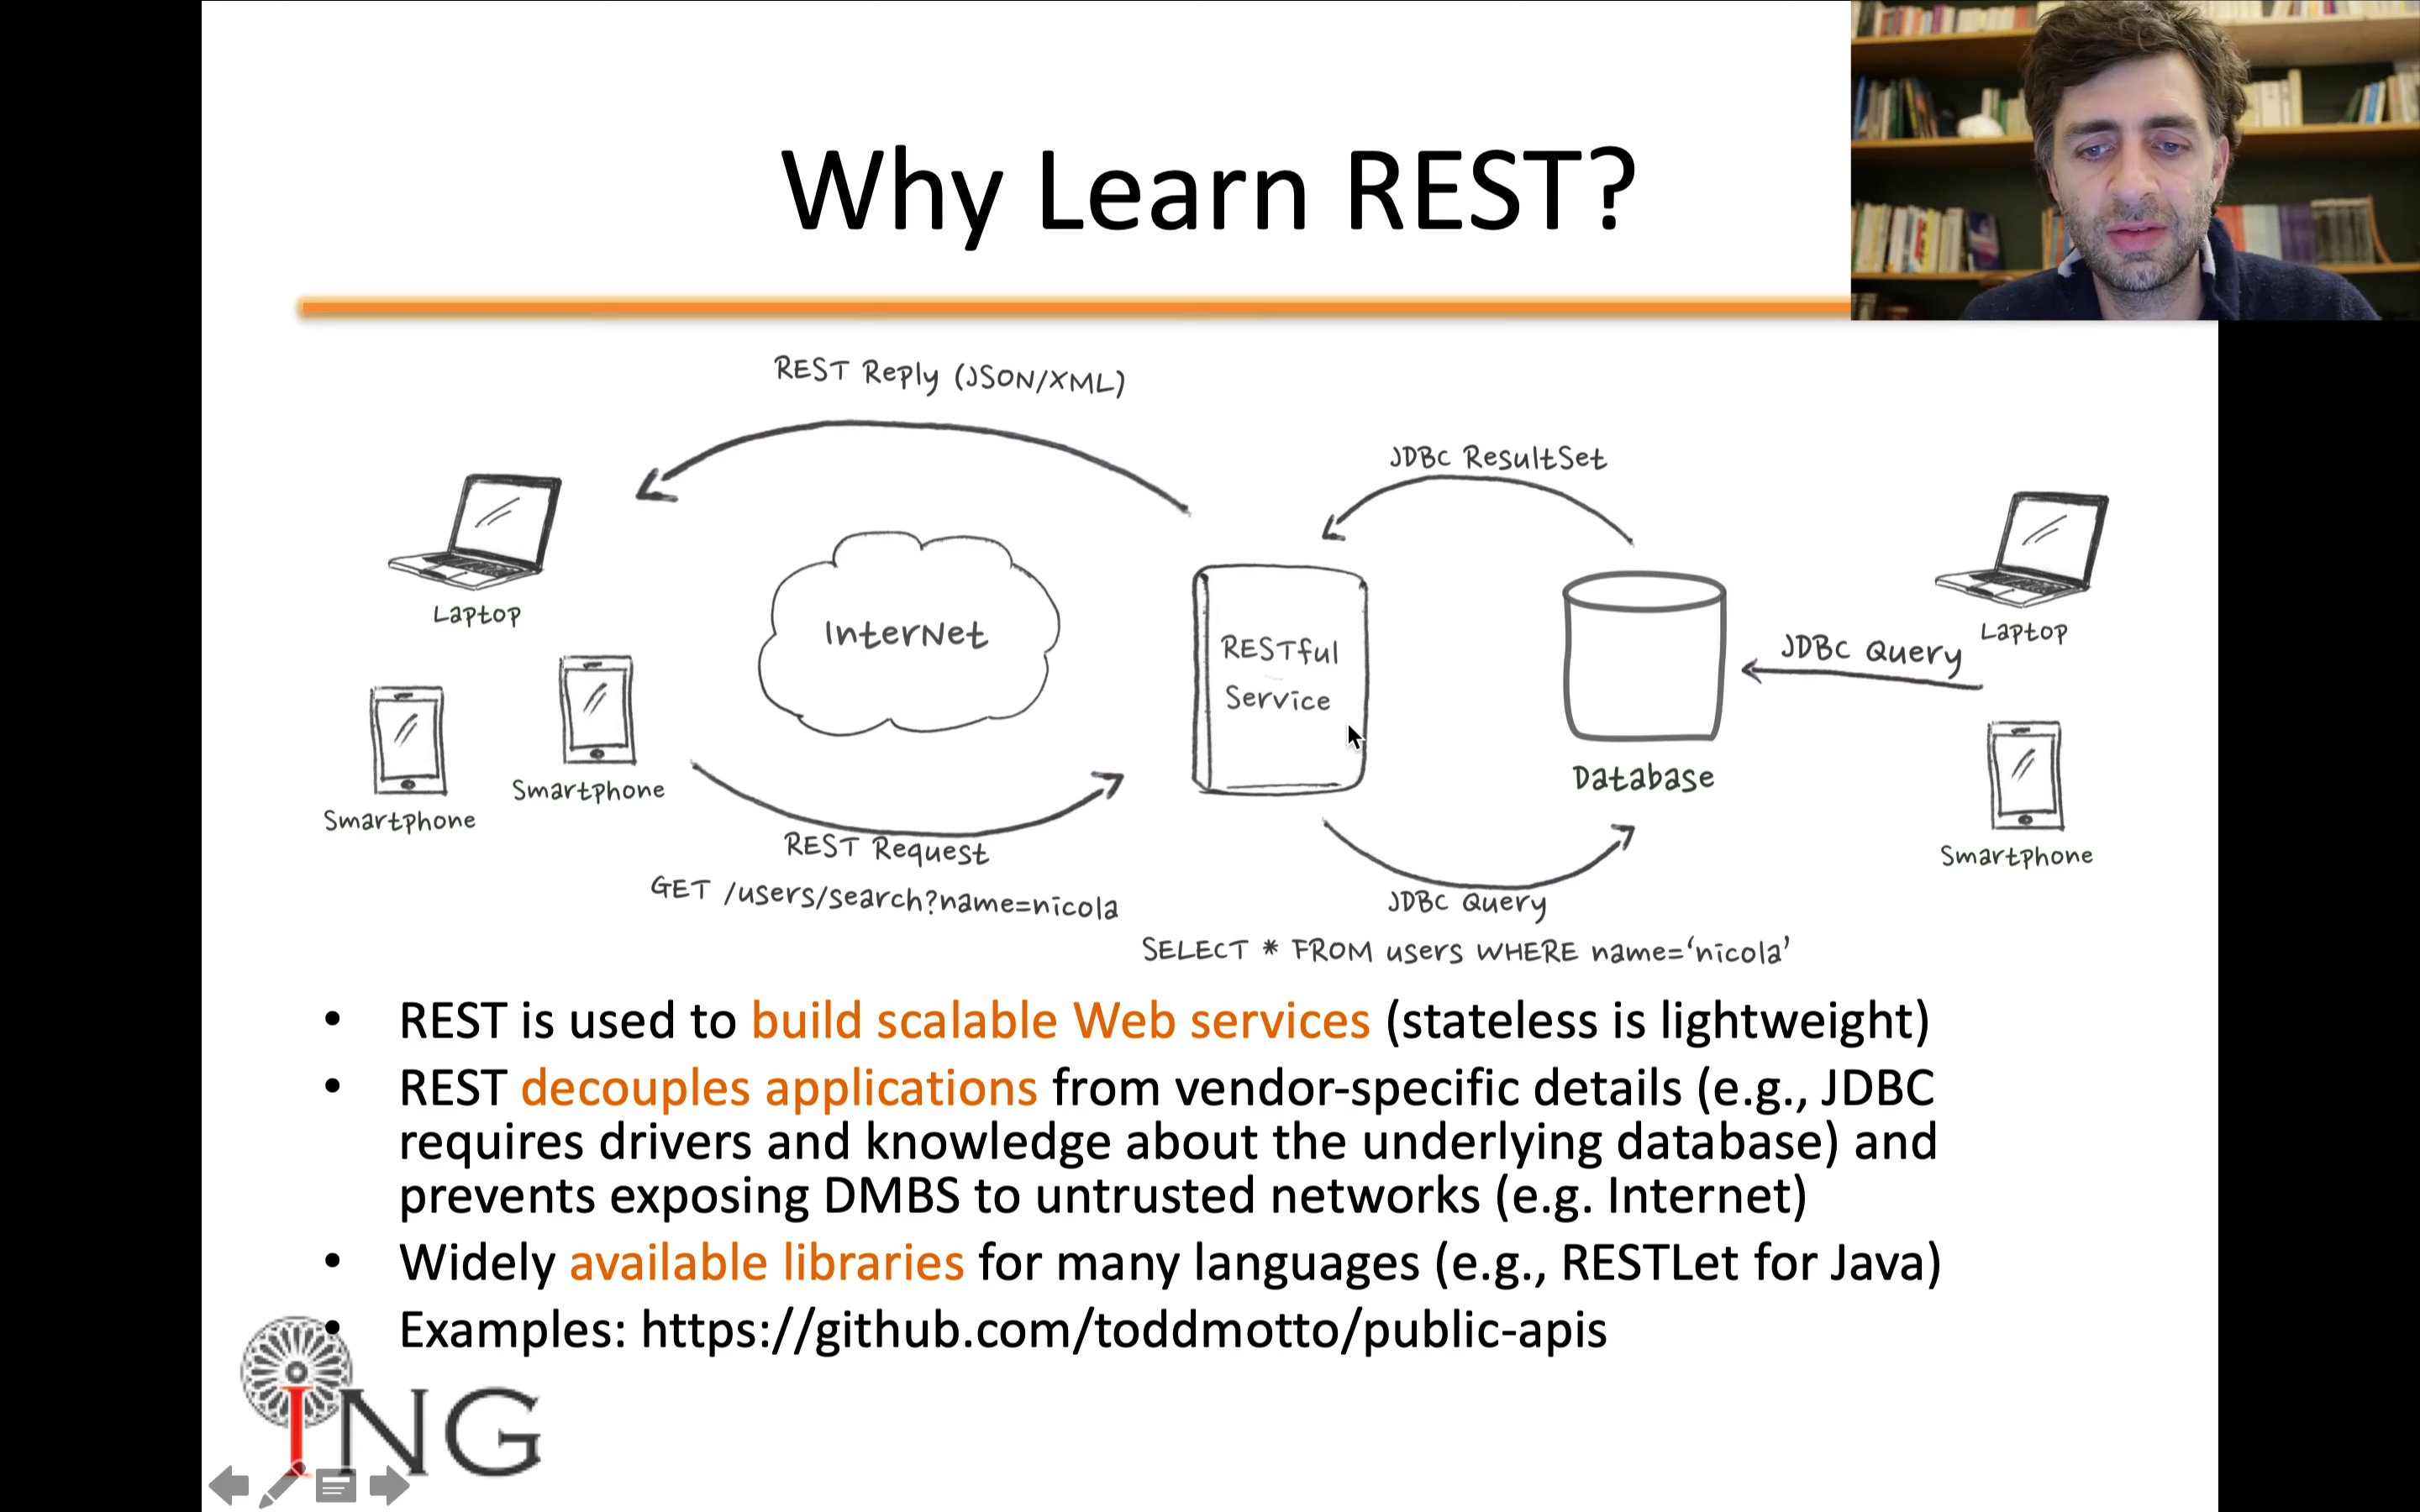 Why Learn REST?
REST Reply (JSON/XML)
JDBC ResultSet
Laptop
Internet
RESTful
Service
JDBC Query
Laptop
Smartphone
Smartphone
Database
Smartphone
REST Request
GET /users/search?name=nicola
JDBC Query
SELECT * FROM users WHERE name='nicola'
• REST is used to build scalable Web services (stateless is lightweight)
• REST decouples applications from vendor-specific details (e.g., JDBC
requires drivers and knowledge about the underlying database) and
prevents exposing DMBS to untrusted networks (e.g. Internet)
• Widely available libraries for many languages (e.g., RESTLet for Java)
• Examples: https://github.com/toddmotto/public-apis
ING